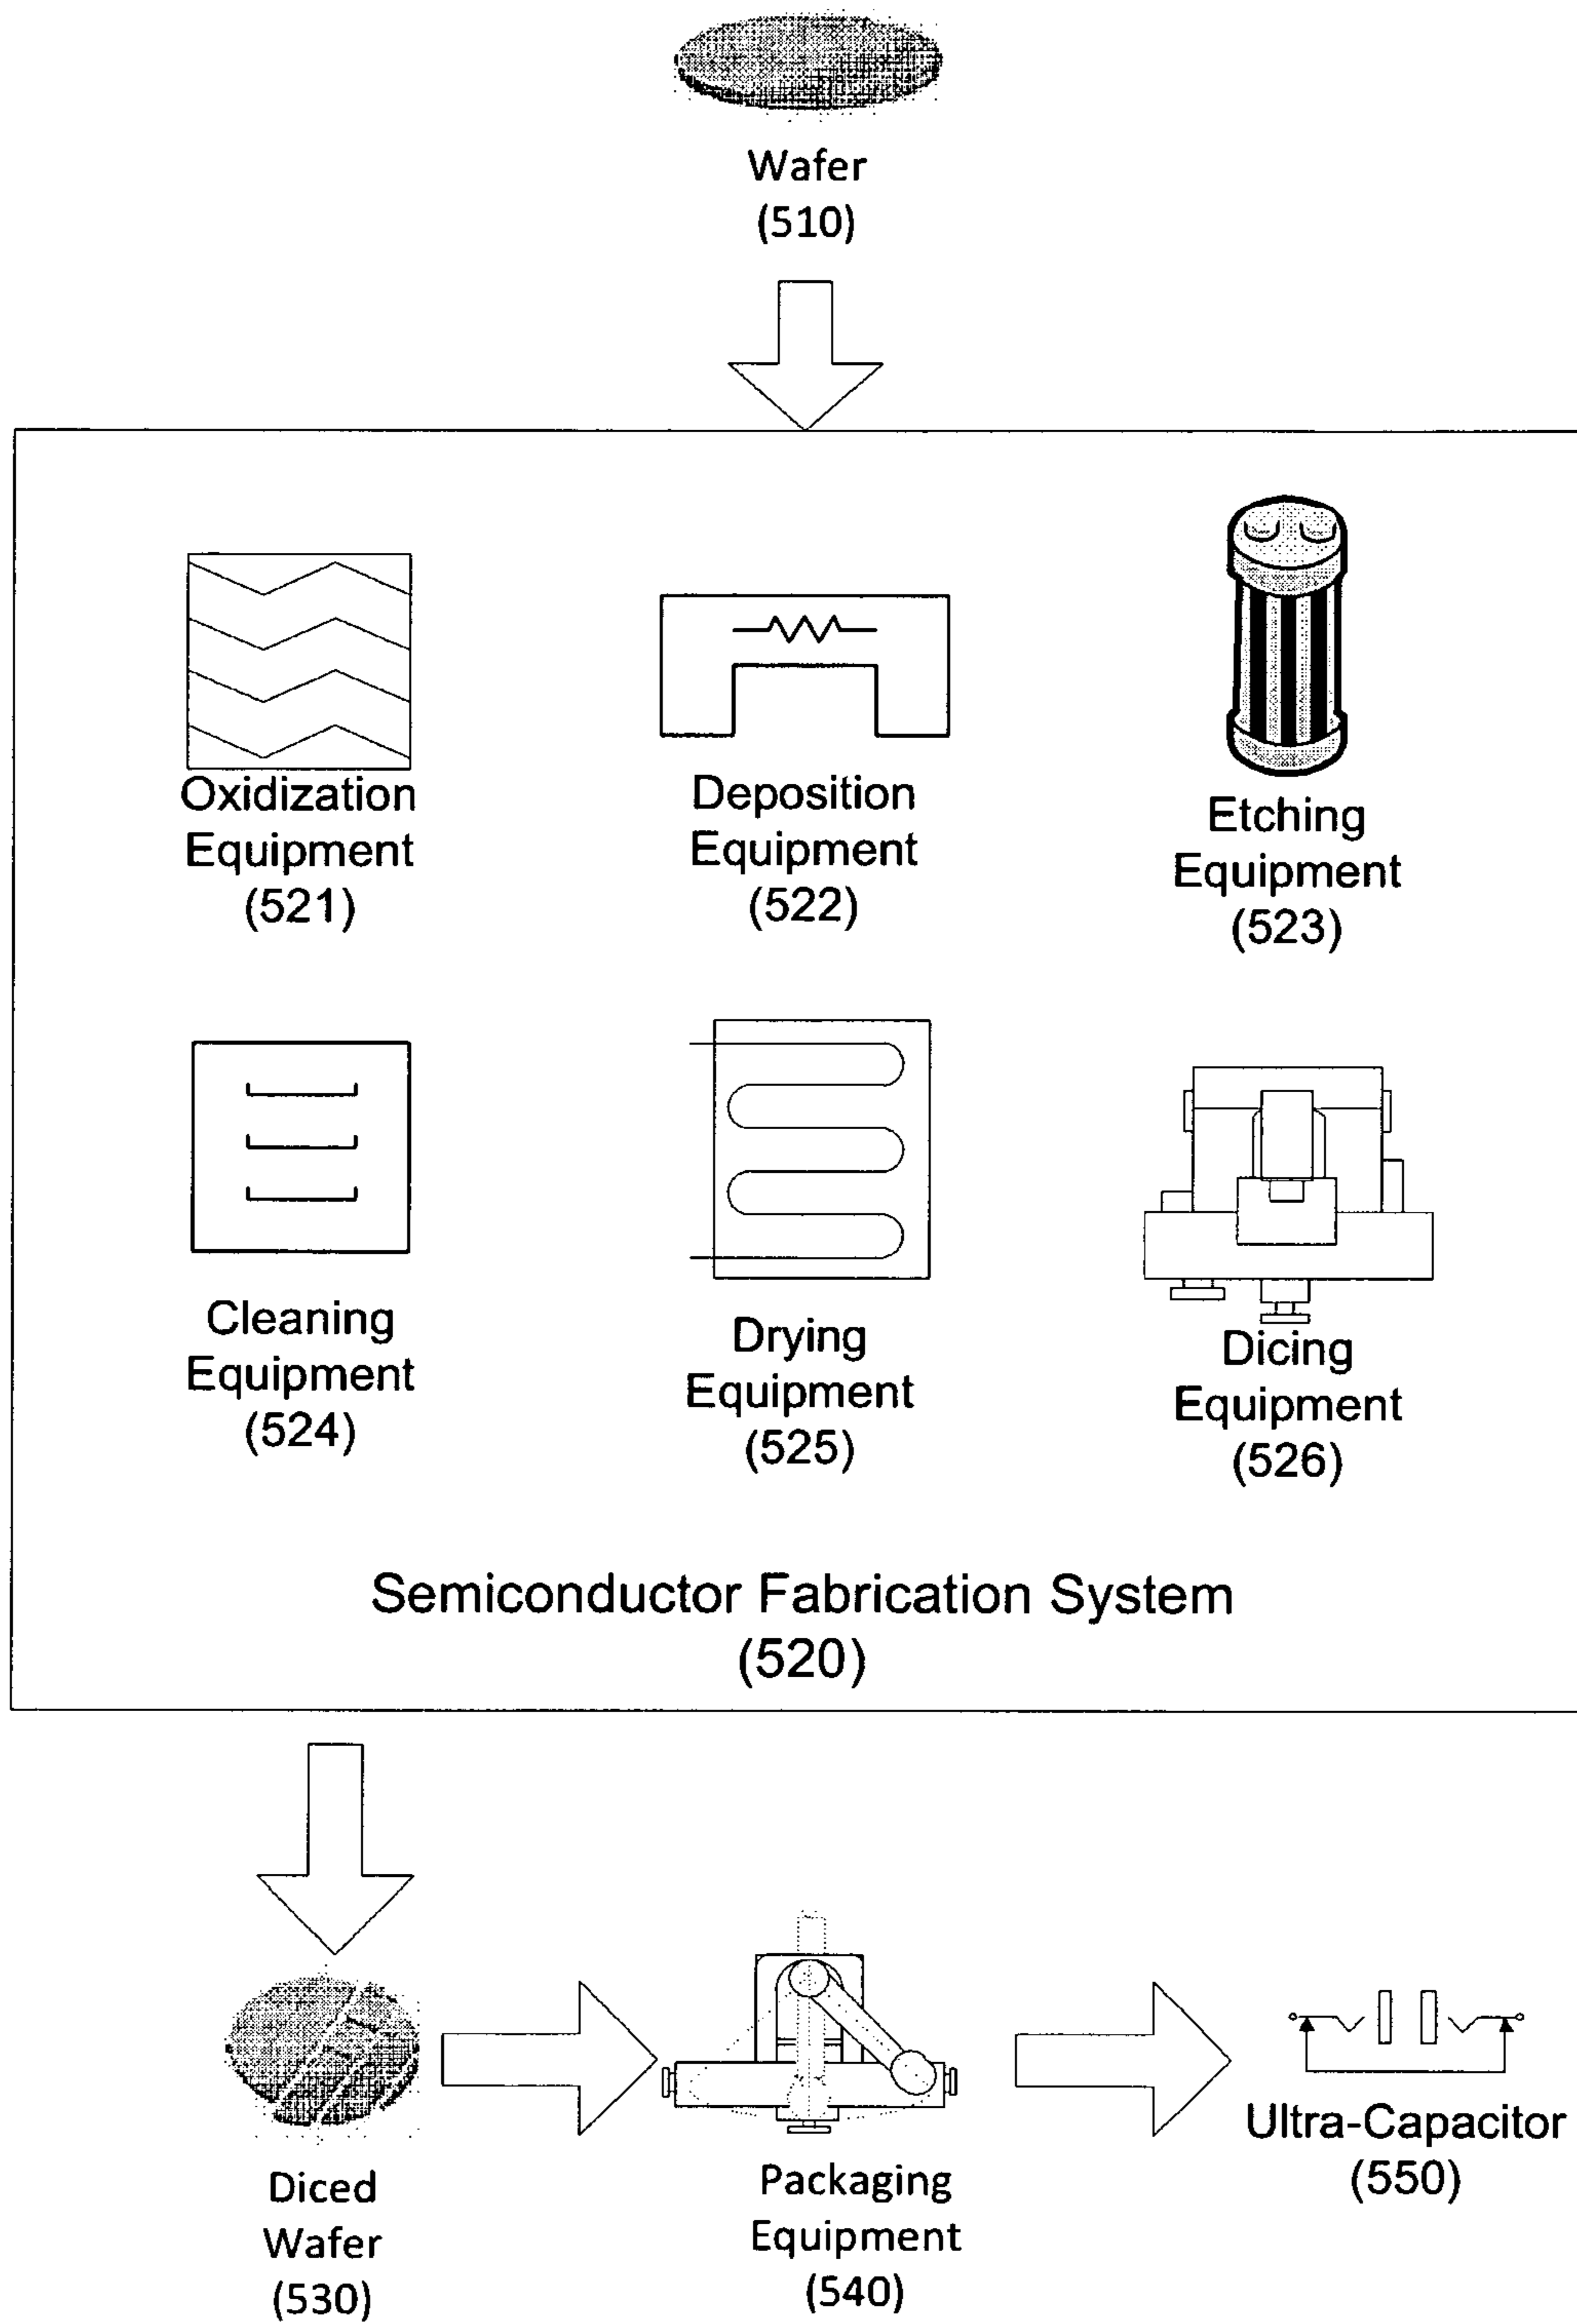 Wafer
(510)
Oxidization
Equipment
(521)
Deposition
Equipment
(522)
Etching
Equipment
(523)
Cleaning
Equipment
(524)
Drying
Equipment
(525)
Dicing
Equipment
(526)
Semiconductor Fabrication System
(520)
Diced
Wafer
(530)
Packaging
Equipment
(540)
Ultra-Capacitor
(550)